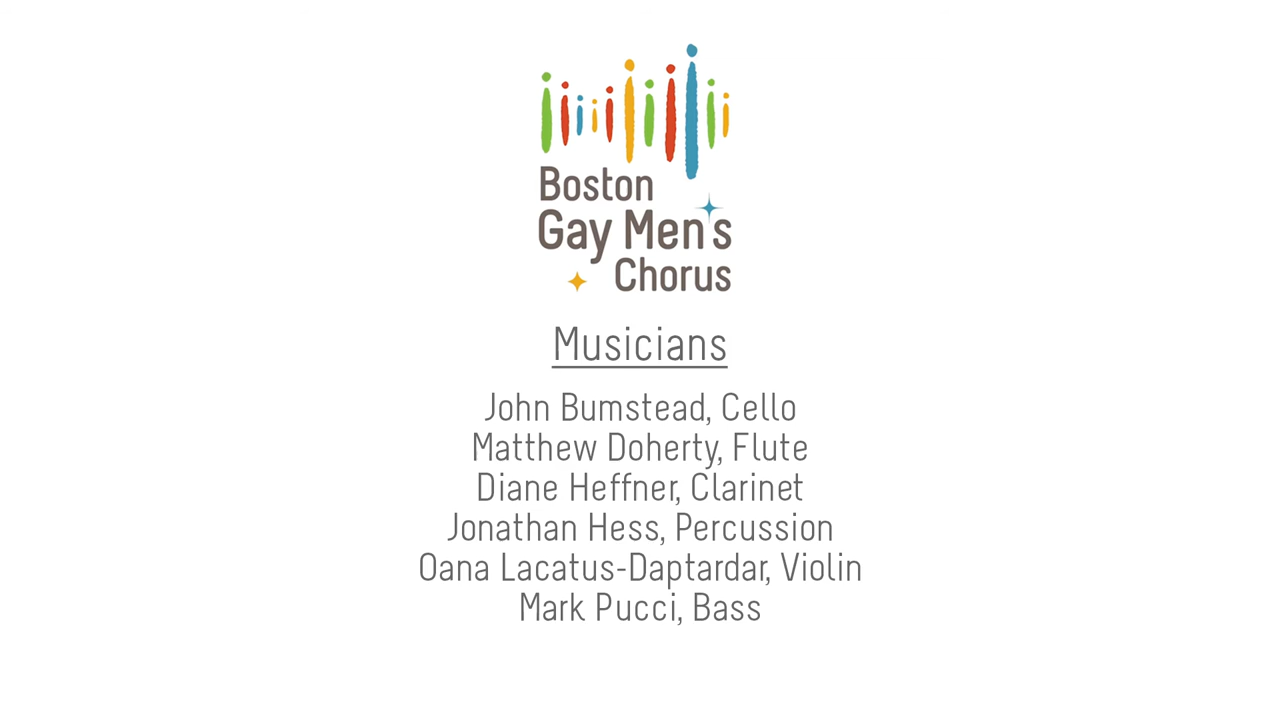 Boston
Gay Men's
Chorus
Musicians
John Bumstead, Cello
Matthew Doherty, Flute
Diane Heffner, Clarinet
Jonathan Hess, Percussion
Oana Lacatus-Daptardar, Violin
Mark Pucci, Bass